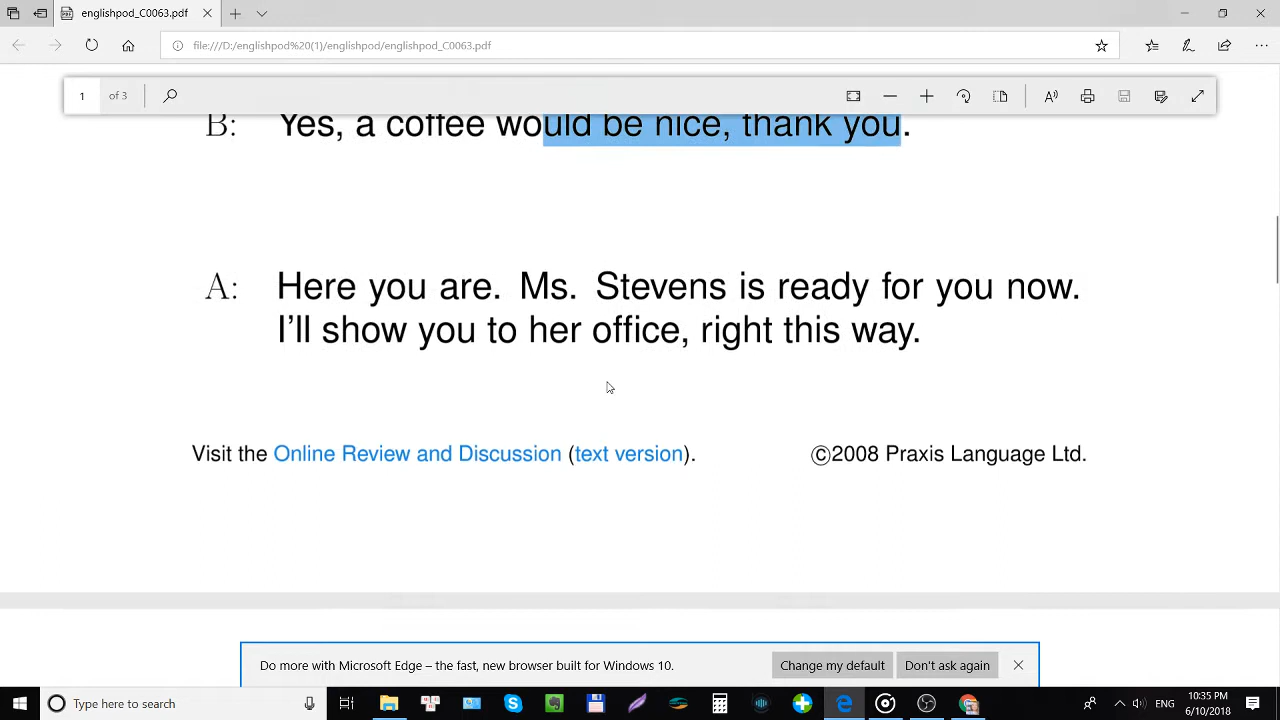 englishpod_C0063.pdf
file:///D:/englishpod%20(1)/englishpod/englishpod_C0063.pdf
1 of 3
B: Yes, a coffee would be nice, thank you.
A: Here you are. Ms. Stevens is ready for you now.
I'll show you to her office, right this way.
Visit the Online Review and Discussion (text version). ©2008 Praxis Language Ltd.
Do more with Microsoft Edge – the fast, new browser built for Windows 10. Change my default Don't ask again
Type here to search
ENG
10:35 PM
6/10/2018